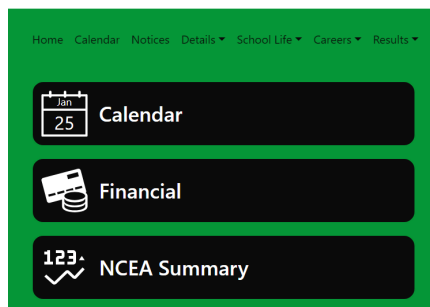 Home Calendar Notices Details School Life Careers Results
Jan
25
Calendar
Financial
123
NCEA Summary